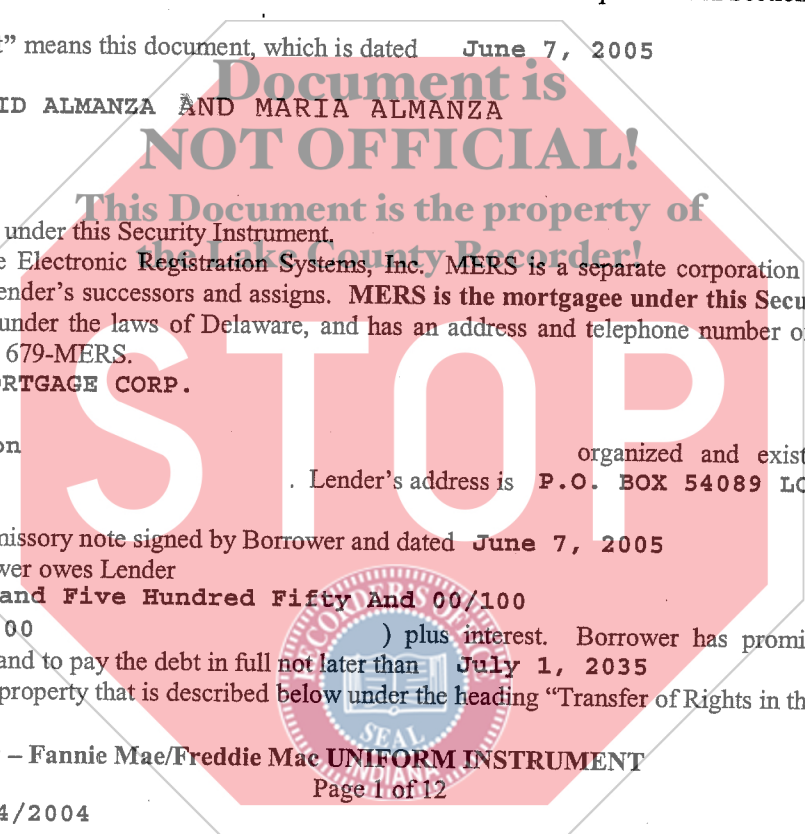 t” means this document, which is dated June 7, 2005
Document is
ID ALMANZA AND MARIA ALMANZA
NOT OFFICIAL!
This Document is the property of
under this Security Instrument.
the Lake County Recorder!
e Electronic Registration Systems, Inc. MERS is a separate corporation
ender's successors and assigns. MERS is the mortgagee under this Secu
under the laws of Delaware, and has an address and telephone number o
679-MERS.
ORTGAGE CORP.
STOP
on
organized and exist
. Lender's address is P.O. BOX 54089 LO
missory note signed by Borrower and dated June 7, 2005
wer owes Lender
and Five Hundred Fifty And 00/100
00 ) plus interest. Borrower has promi
and to pay the debt in full not later than July 1, 2035
property that is described below under the heading “Transfer of Rights in th
RECORDER'S OFFICE
SEAL
INDIANA
– Fannie Mae/Freddie Mac UNIFORM INSTRUMENT
Page 1 of 12
4/2004